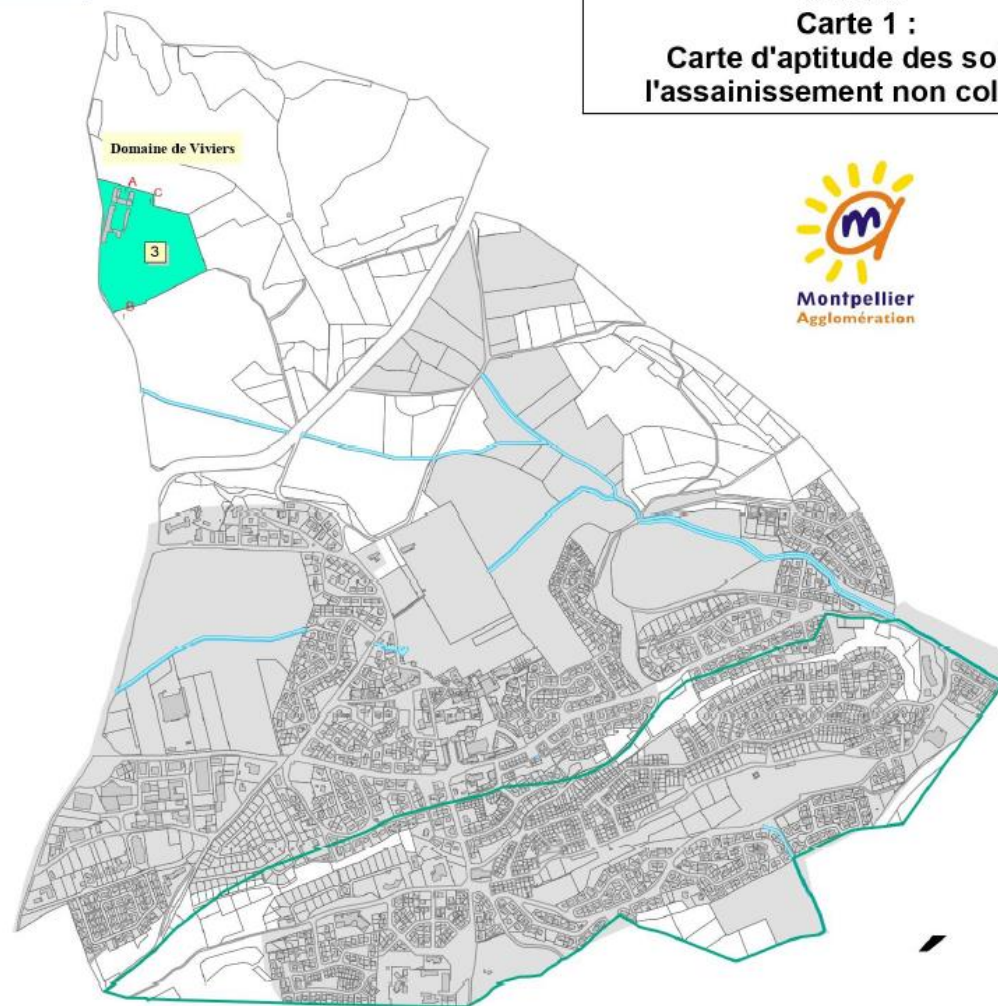 Carte 1 :
Carte d'aptitude des so
l'assainissement non col
Domaine de Viviers
A
C
3
B
m
Montpellier
Agglomération